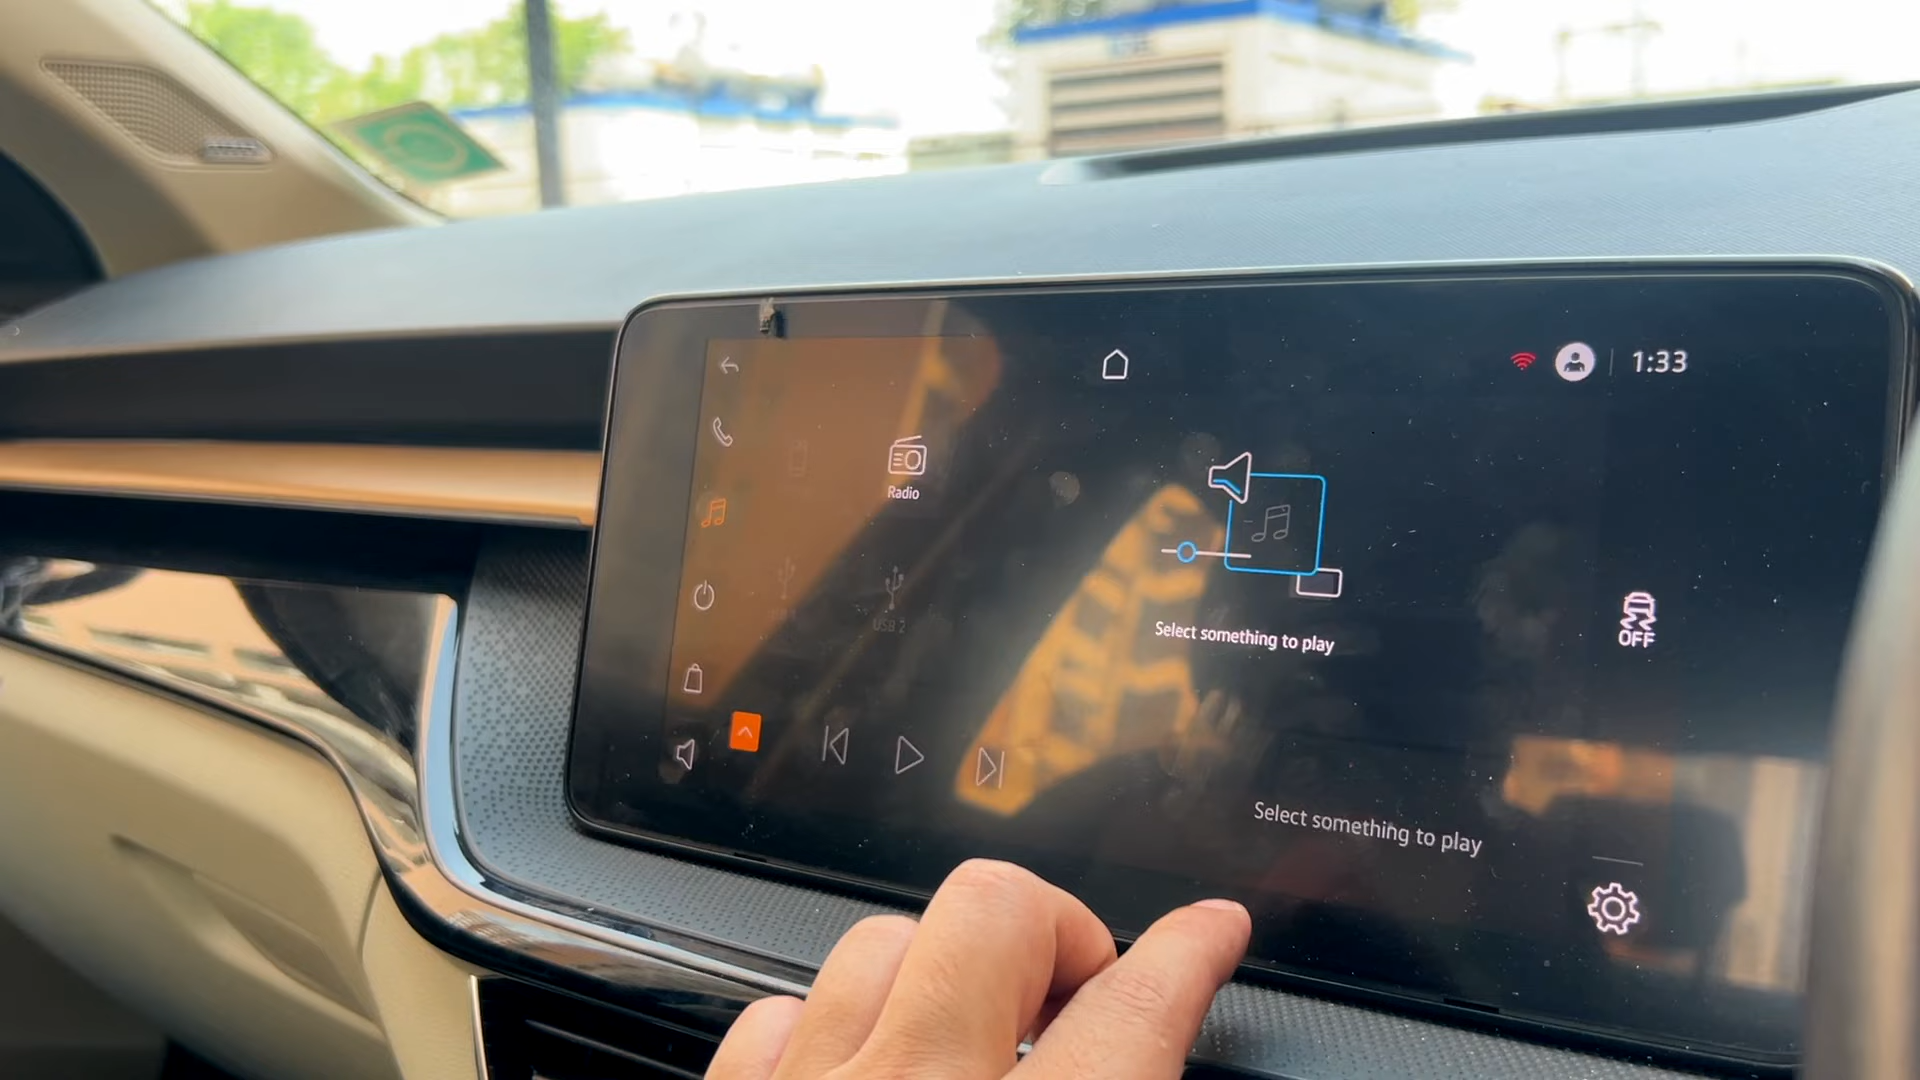 1:33
Radio
USB 2
Select something to play
OFF
Select something to play